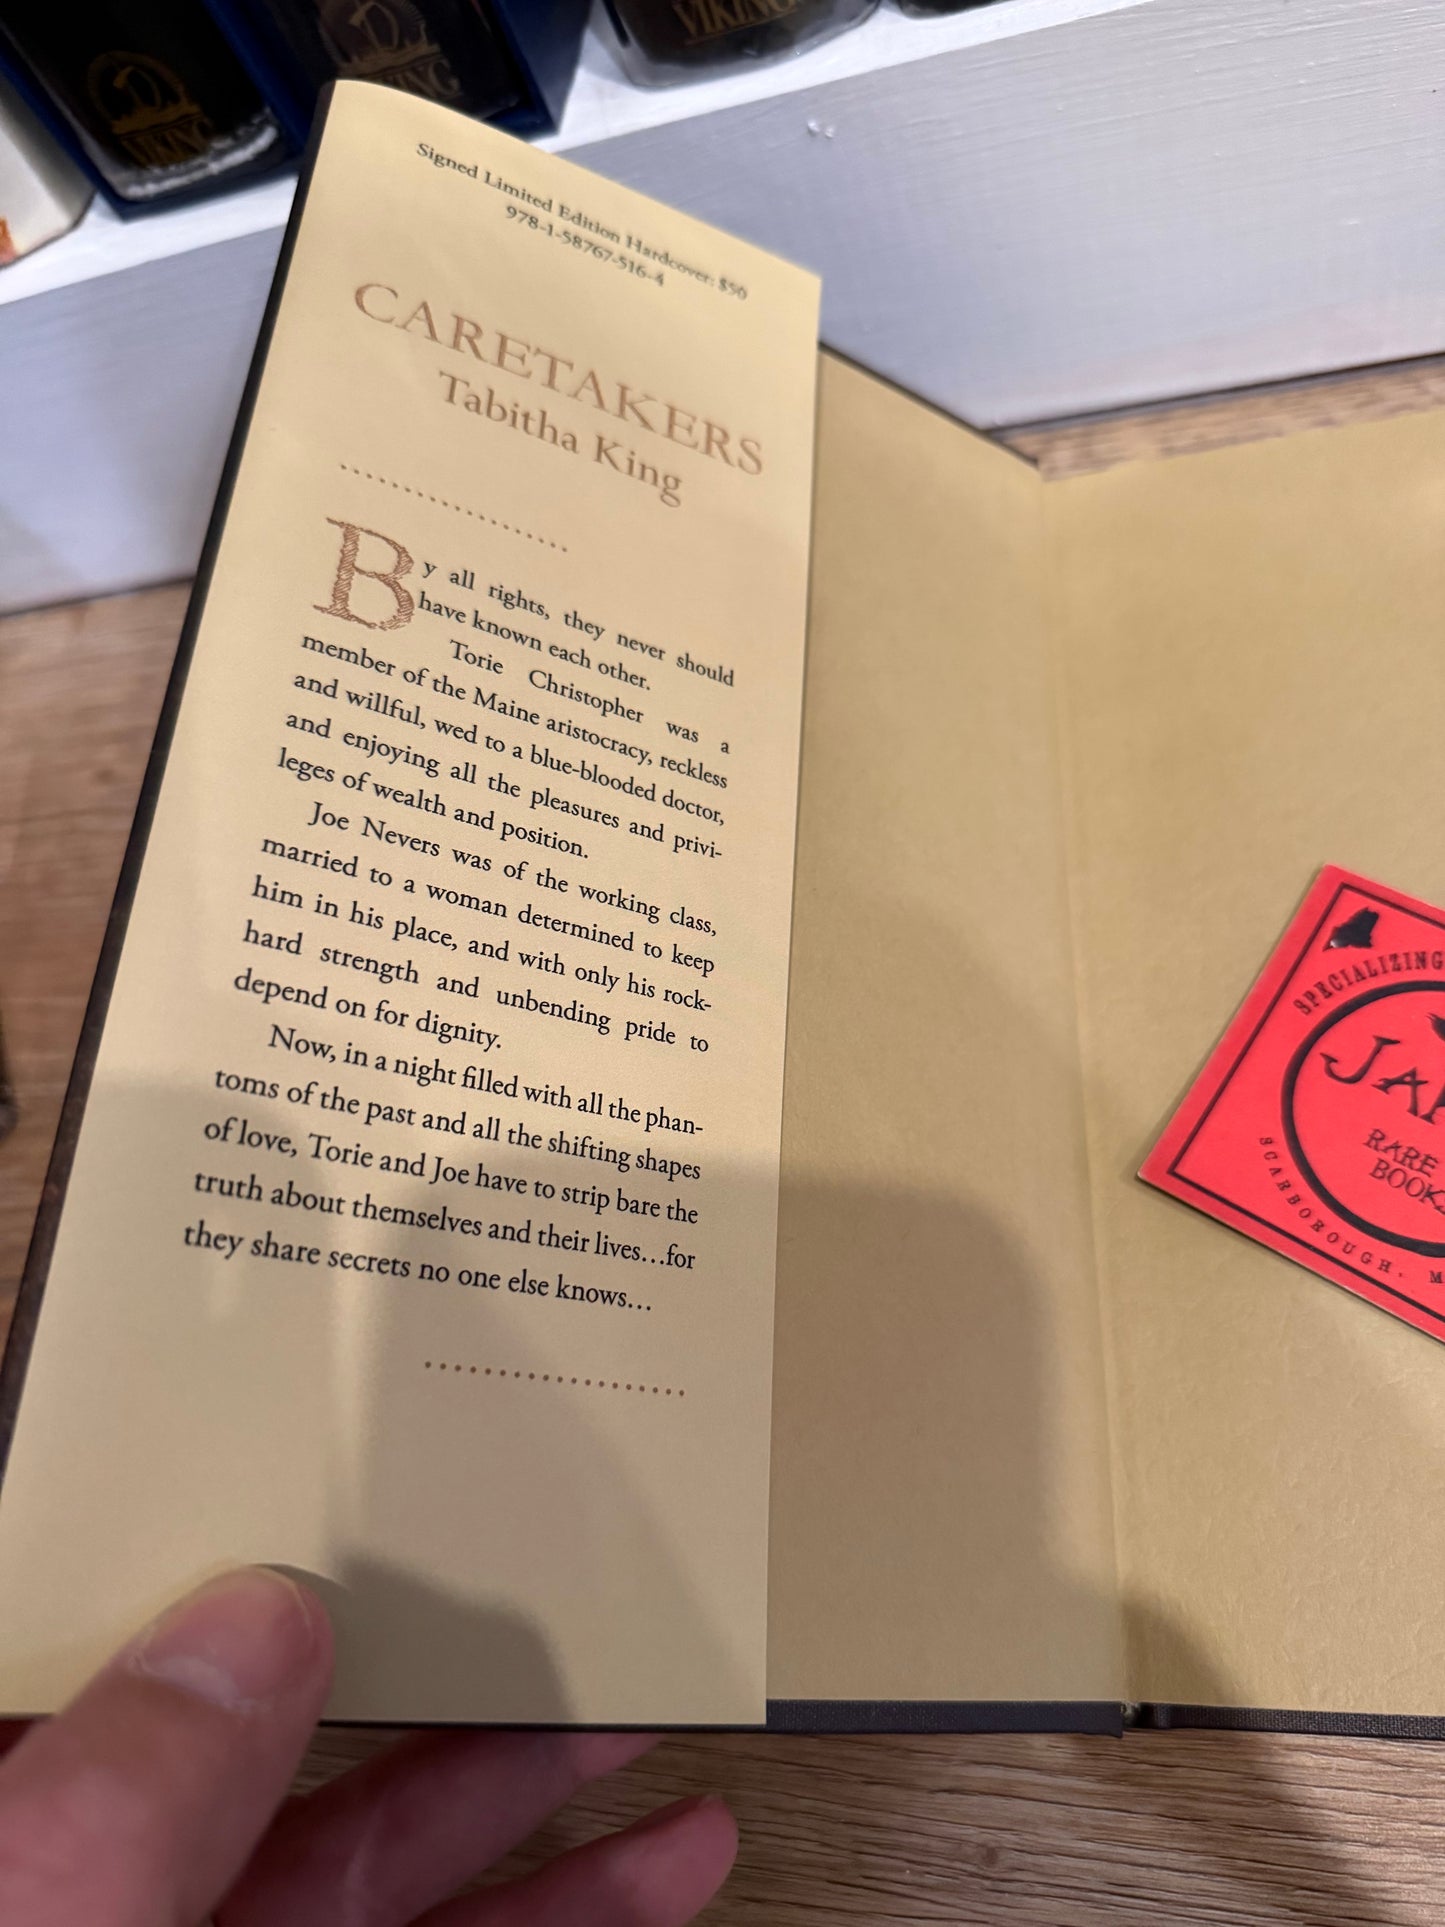 VIKING
VIKING
VIKING
Signed Limited Edition Hardcover: $50
978-1-58767-516-4
CARETAKERS
Tabitha King
By all rights, they never should
have known each other.
Torie Christopher was a
member of the Maine aristocracy, reckless
and willful, wed to a blue-blooded doctor,
and enjoying all the pleasures and privi-
leges of wealth and position.
Joe Nevers was of the working class,
married to a woman determined to keep
him in his place, and with only his rock-
hard strength and unbending pride to
depend on for dignity.
Now, in a night filled with all the phan-
toms of the past and all the shifting shapes
of love, Torie and Joe have to strip bare the
truth about themselves and their lives…for
they share secrets no one else knows…
SPECIALIZING
RARE
SCARBOROUGH, M